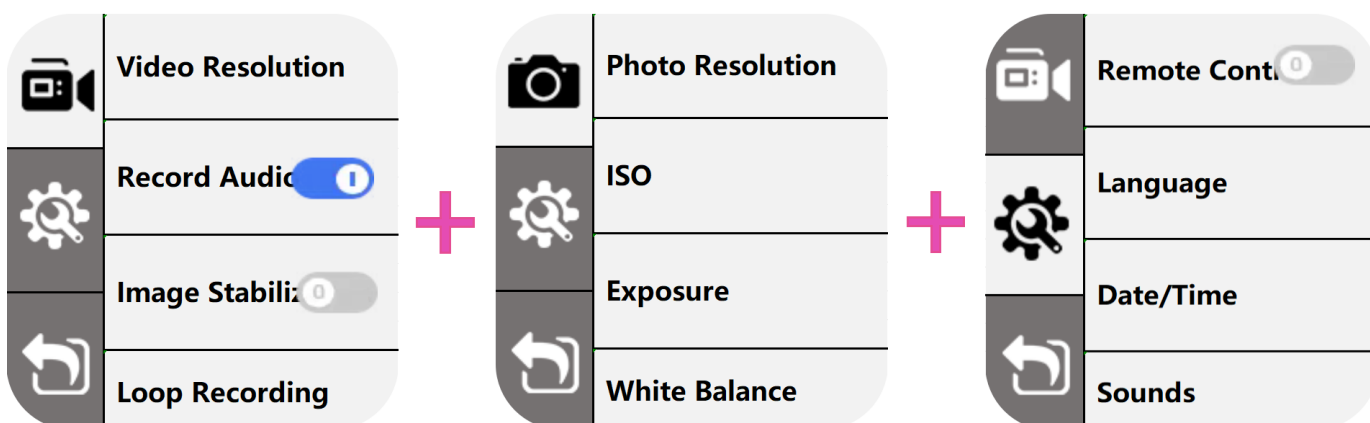 Video Resolution
Record Audio
Image Stabiliz
Loop Recording
Photo Resolution
ISO
Exposure
White Balance
Remote Cont
Language
Date/Time
Sounds